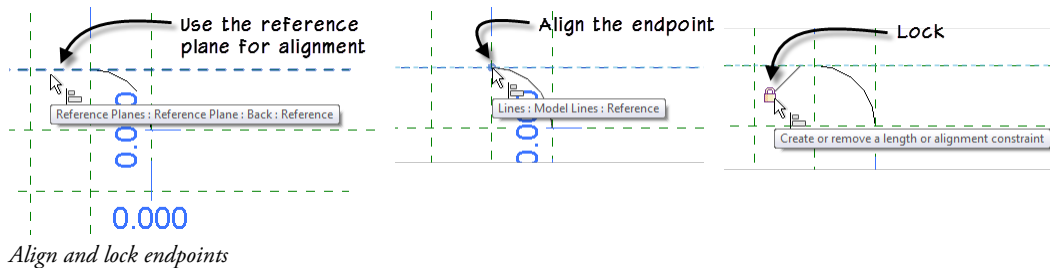 Use the reference
plane for alignment
Reference Planes : Reference Plane : Back : Reference
0.000
0.000
Align the endpoint
Lines : Model Lines : Reference
0.0
Lock
Create or remove a length or alignment constraint
Align and lock endpoints